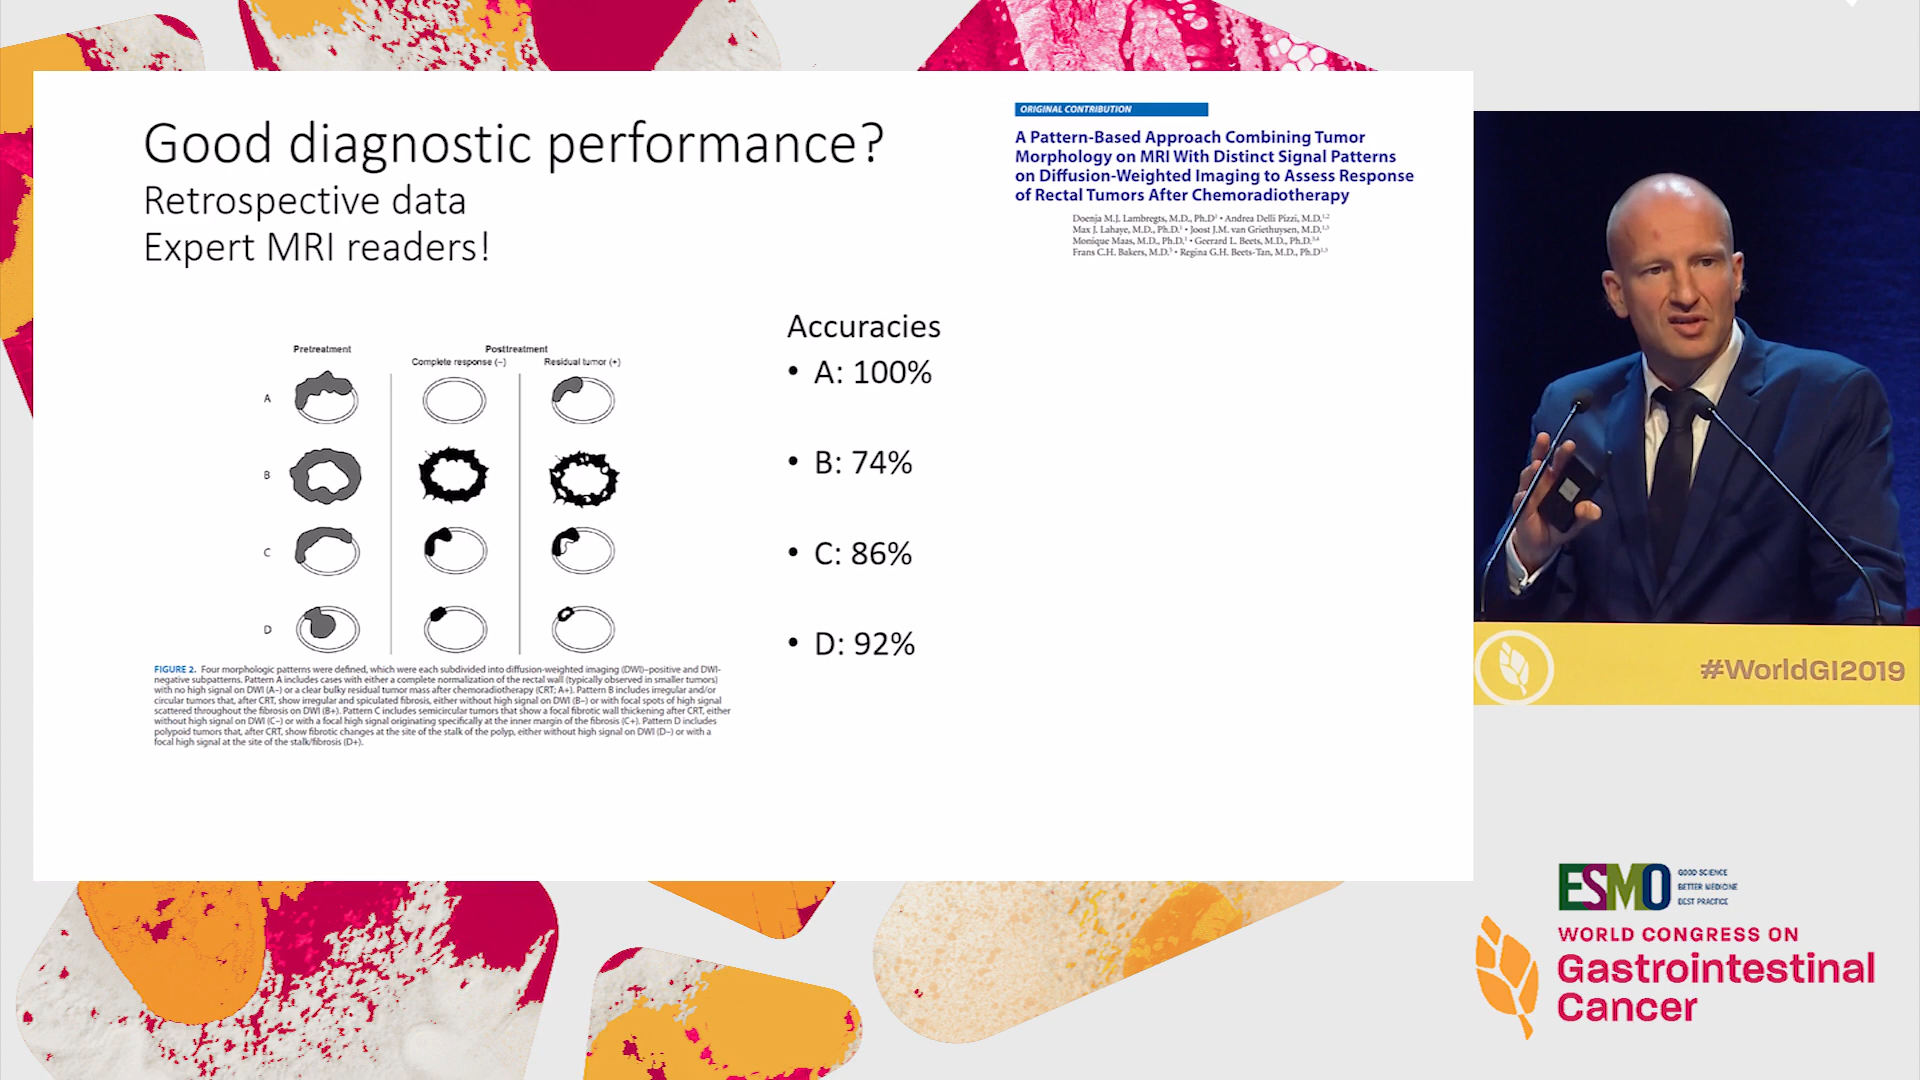 Good diagnostic performance?
Retrospective data
Expert MRI readers!
ORIGINAL CONTRIBUTION
A Pattern-Based Approach Combining Tumor
Morphology on MRI With Distinct Signal Patterns
on Diffusion-Weighted Imaging to Assess Response
of Rectal Tumors After Chemoradiotherapy
Doenja M.J. Lambregts, M.D., Ph.D.¹ • Andrea Delli Pizzi, M.D.¹,²
Max J. Lahaye, M.D., Ph.D.¹ • Joost J.M. van Griethuysen, M.D.¹,³
Monique Maas, M.D., Ph.D.¹ • Geerard L. Beets, M.D., Ph.D.³,⁴
Frans C.H. Bakers, M.D.⁵ • Regina G.H. Beets-Tan, M.D., Ph.D¹,³
Pretreatment
Posttreatment
Complete response (–)
Residual tumor (+)
A
B
C
D
Accuracies
• A: 100%
• B: 74%
• C: 86%
• D: 92%
FIGURE 2. Four morphologic patterns were defined, which were each subdivided into diffusion-weighted imaging (DWI)–positive and DWI-
negative subpatterns. Pattern A includes cases with either a complete normalization of the rectal wall (typically observed in smaller tumors)
with no high signal on DWI (A–) or a clear bulky residual tumor mass after chemoradiotherapy (CRT; A+). Pattern B includes irregular and/or
circular tumors that, after CRT, show irregular and spiculated fibrosis, either without high signal on DWI (B–) or with focal spots of high signal
scattered throughout the fibrosis on DWI (B+). Pattern C includes semicircular tumors that show a focal fibrotic wall thickening after CRT, either
without high signal on DWI (C–) or with a focal high signal originating specifically at the inner margin of the fibrosis (C+). Pattern D includes
polypoid tumors that, after CRT, show fibrotic changes at the site of the stalk of the polyp, either without high signal on DWI (D–) or with a
focal high signal at the site of the stalk/fibrosis (D+).
#WorldGI2019
ESMO
GOOD SCIENCE
BETTER MEDICINE
BEST PRACTICE
WORLD CONGRESS ON
Gastrointestinal
Cancer